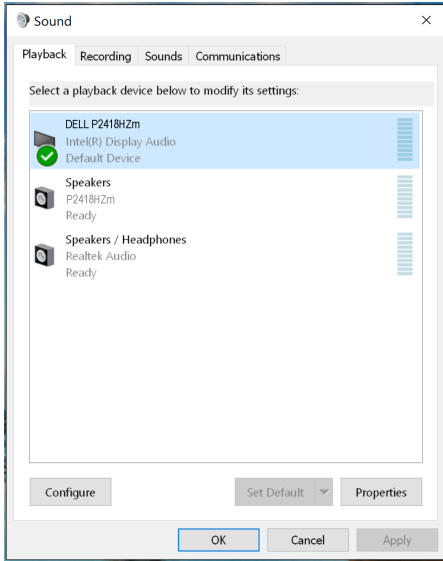 Sound
Playback Recording Sounds Communications
Select a playback device below to modify its settings:
DELL P2418HZm
Intel(R) Display Audio
Default Device
Speakers
P2418HZm
Ready
Speakers / Headphones
Realtek Audio
Ready
Configure Set Default Properties
OK Cancel Apply